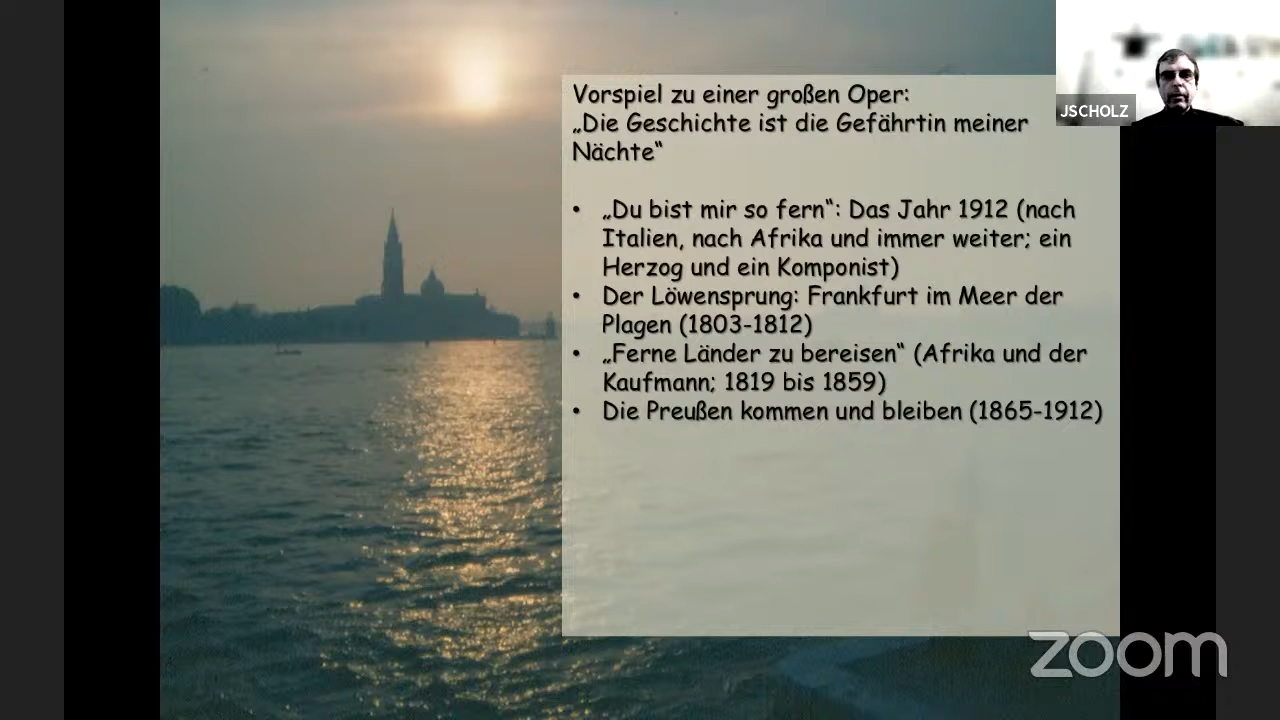 Vorspiel zu einer großen Oper:
„Die Geschichte ist die Gefährtin meiner
Nächte“
• „Du bist mir so fern“: Das Jahr 1912 (nach
Italien, nach Afrika und immer weiter; ein
Herzog und ein Komponist)
• Der Löwensprung: Frankfurt im Meer der
Plagen (1803-1812)
• „Ferne Länder zu bereisen“ (Afrika und der
Kaufmann; 1819 bis 1859)
• Die Preußen kommen und bleiben (1865-1912)
JSCHOLZ
zoom